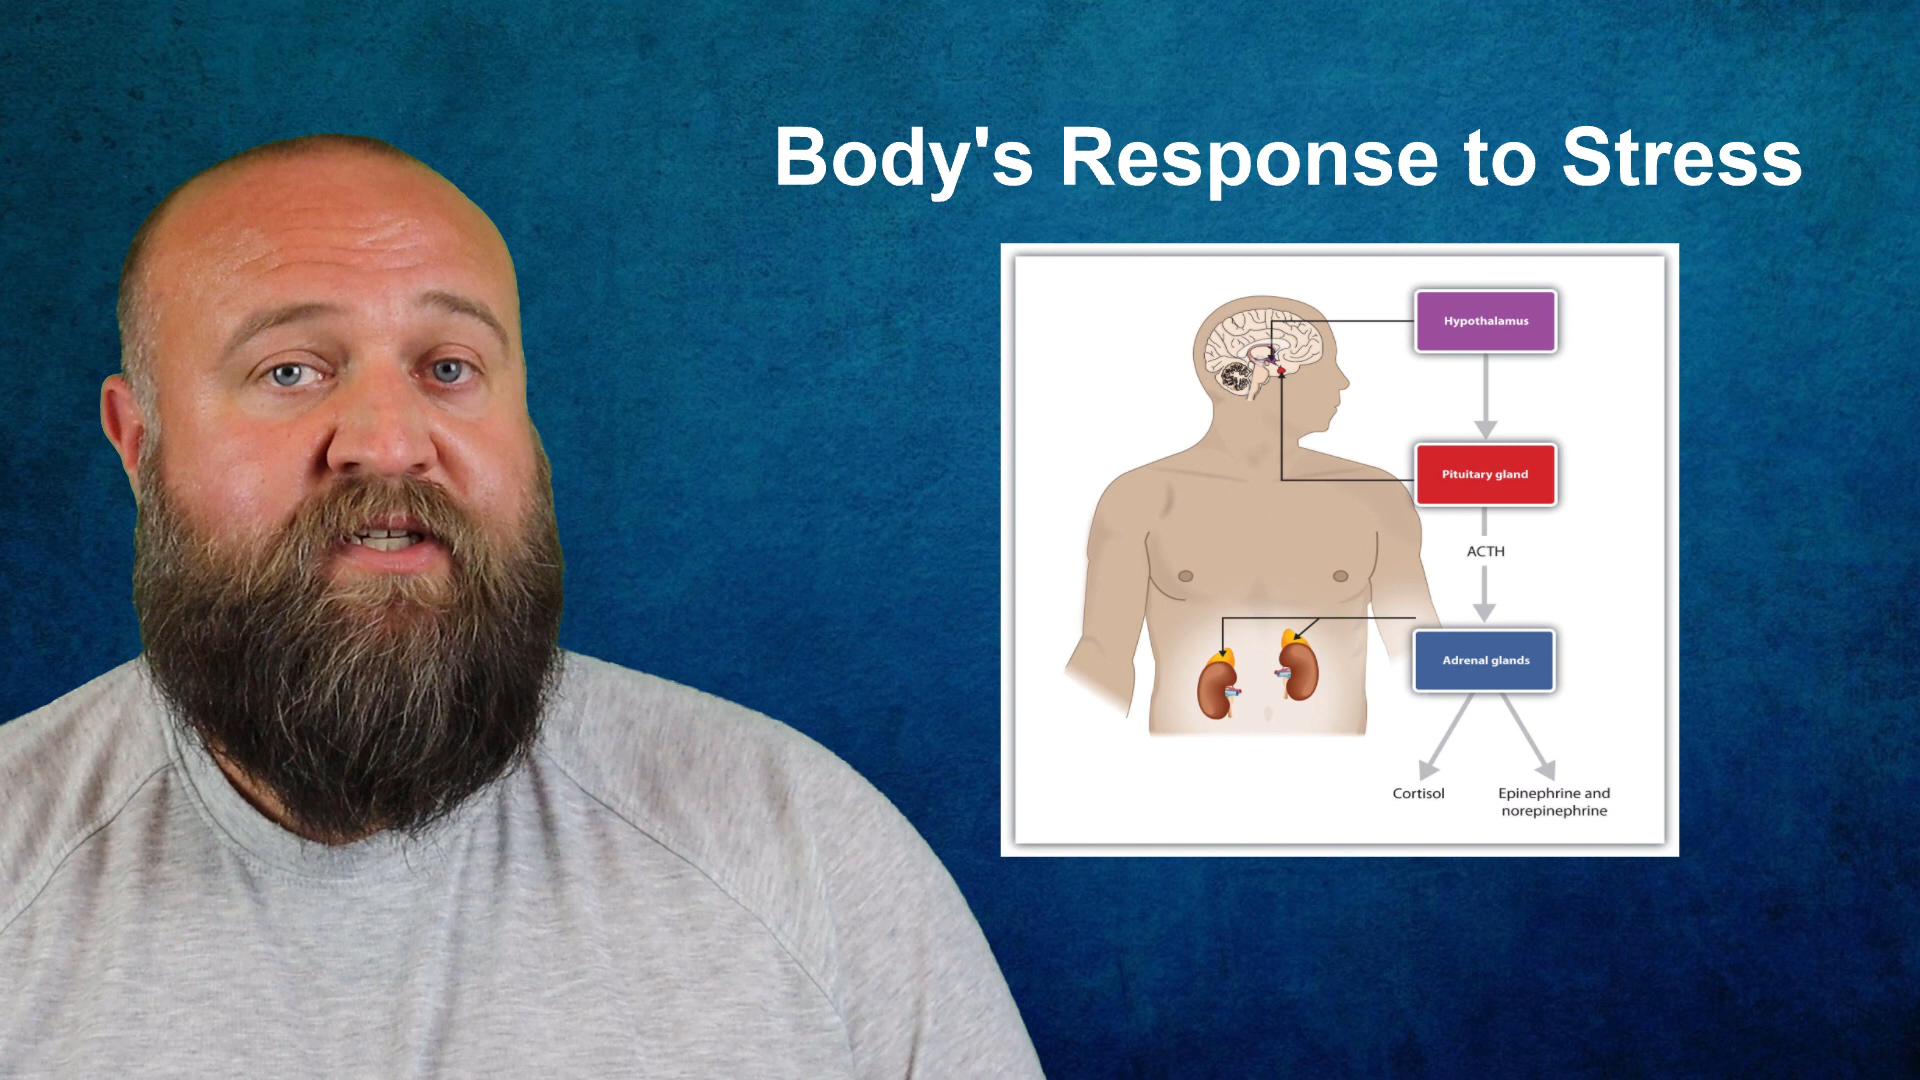 Body's Response to Stress
Hypothalamus
Pituitary gland
ACTH
Adrenal glands
Cortisol
Epinephrine and
norepinephrine